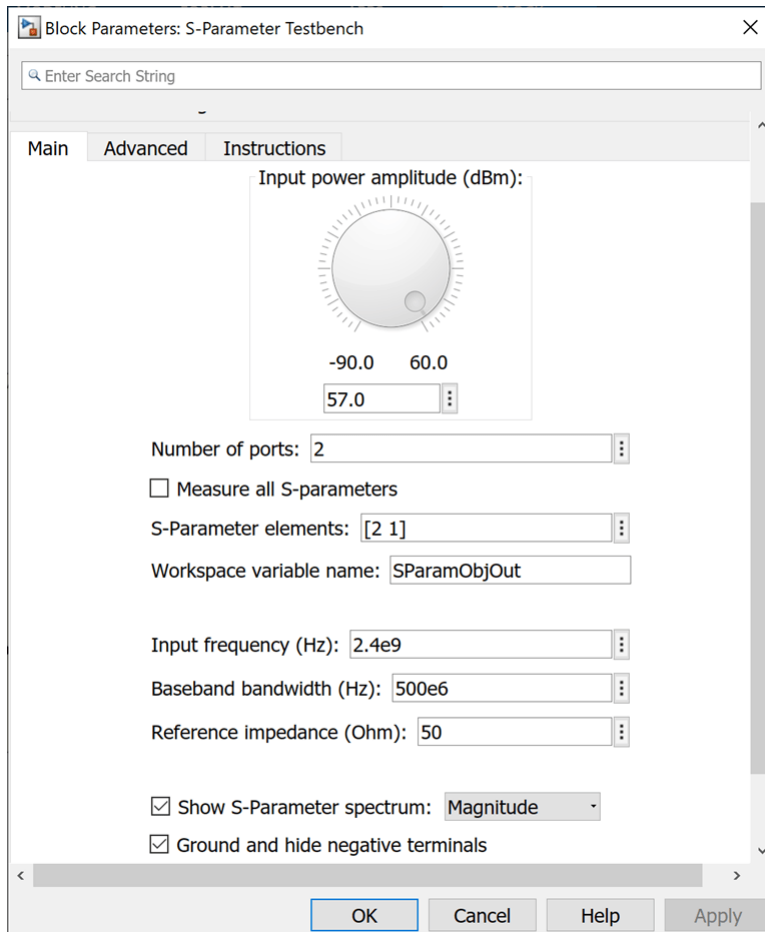 Block Parameters: S-Parameter Testbench
Enter Search String
Main Advanced Instructions
Input power amplitude (dBm):
-90.0 60.0
57.0
Number of ports: 2
Measure all S-parameters
S-Parameter elements: [2 1]
Workspace variable name: SParamObjOut
Input frequency (Hz): 2.4e9
Baseband bandwidth (Hz): 500e6
Reference impedance (Ohm): 50
Show S-Parameter spectrum: Magnitude
Ground and hide negative terminals
OK Cancel Help Apply